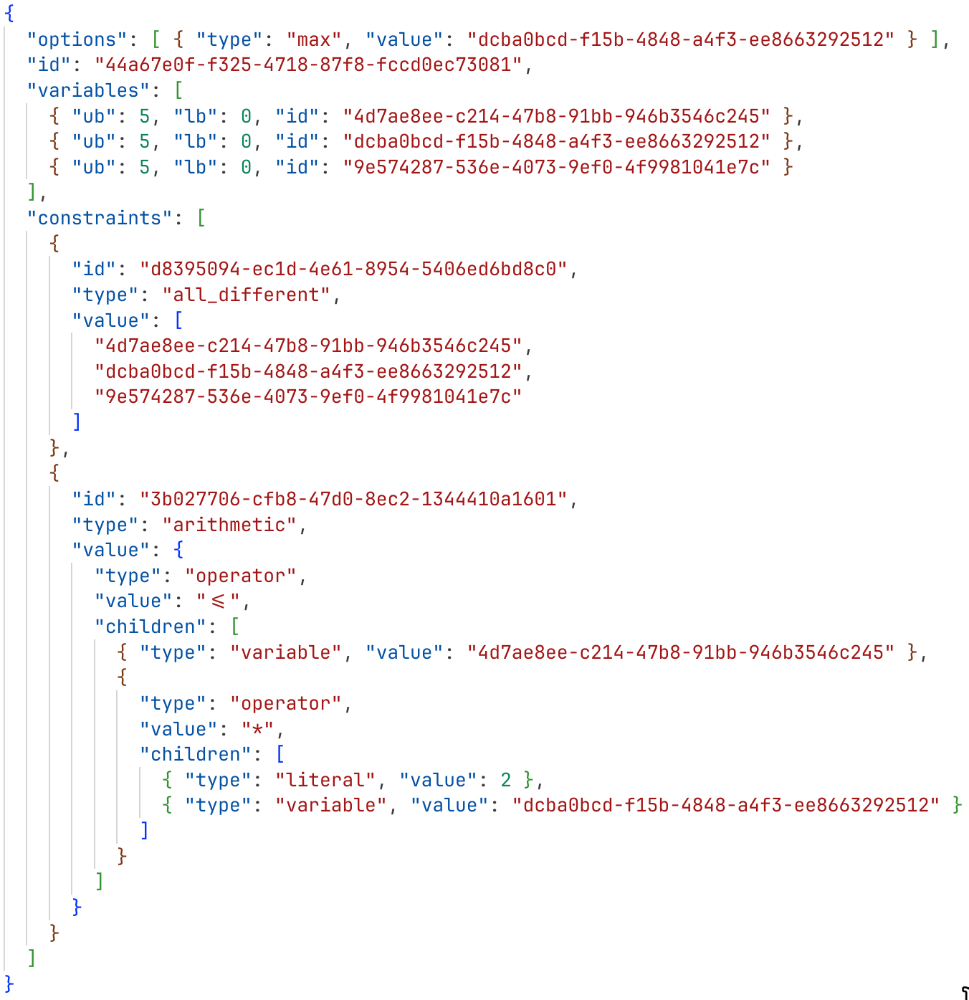 {
"options": [ { "type": "max", "value": "dcba0bcd-f15b-4848-a4f3-ee8663292512" } ],
"id": "44a67e0f-f325-4718-87f8-fccd0ec73081",
"variables": [
{ "ub": 5, "lb": 0, "id": "4d7ae8ee-c214-47b8-91bb-946b3546c245" },
{ "ub": 5, "lb": 0, "id": "dcba0bcd-f15b-4848-a4f3-ee8663292512" },
{ "ub": 5, "lb": 0, "id": "9e574287-536e-4073-9ef0-4f9981041e7c" }
],
"constraints": [
{
"id": "d8395094-ec1d-4e61-8954-5406ed6bd8c0",
"type": "all_different",
"value": [
"4d7ae8ee-c214-47b8-91bb-946b3546c245",
"dcba0bcd-f15b-4848-a4f3-ee8663292512",
"9e574287-536e-4073-9ef0-4f9981041e7c"
]
},
{
"id": "3b027706-cfb8-47d0-8ec2-1344410a1601",
"type": "arithmetic",
"value": {
"type": "operator",
"value": "⩽",
"children": [
{ "type": "variable", "value": "4d7ae8ee-c214-47b8-91bb-946b3546c245" },
{
"type": "operator",
"value": "*",
"children": [
{ "type": "literal", "value": 2 },
{ "type": "variable", "value": "dcba0bcd-f15b-4848-a4f3-ee8663292512" }
]
}
]
}
}
]
}